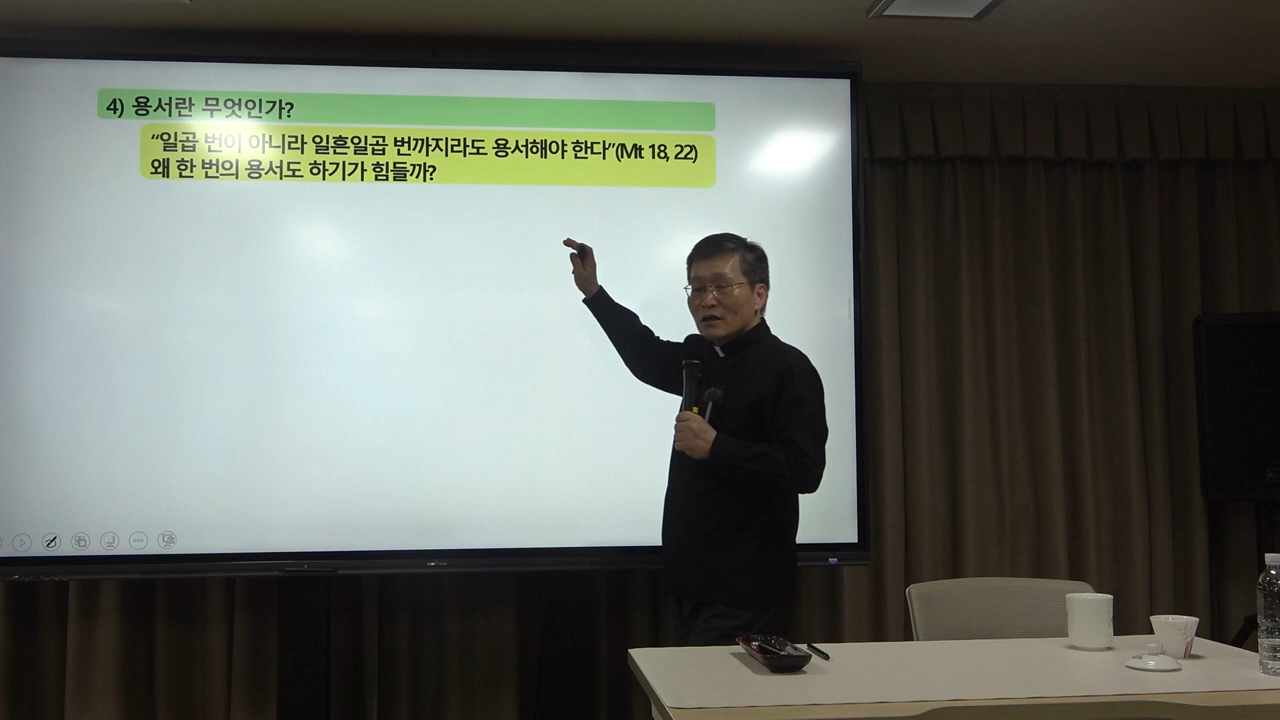 4) 용서란 무엇인가?
“일곱 번이 아니라 일흔일곱 번까지라도 용서해야 한다”(Mt 18, 22)
왜 한 번의 용서도 하기가 힘들까?